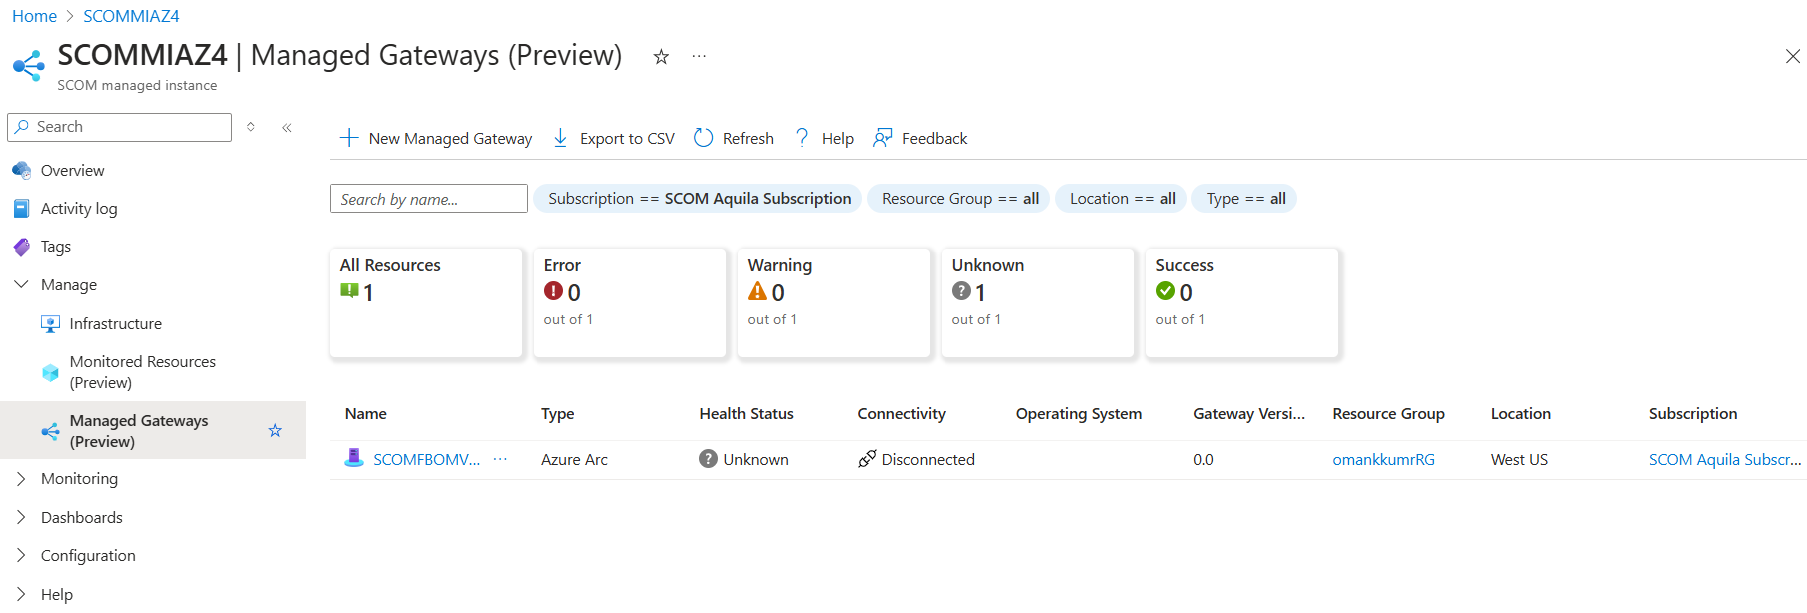 Home > SCOMMIAZ4
SCOMMIAZ4 | Managed Gateways (Preview) ☆ ...
SCOM managed instance
Search
Overview
Activity log
Tags
Manage
Infrastructure
Monitored Resources
(Preview)
Managed Gateways
(Preview)
Monitoring
Dashboards
Configuration
Help
New Managed Gateway Export to CSV Refresh Help Feedback
Search by name... Subscription == SCOM Aquila Subscription Resource Group == all Location == all Type == all
All Resources
1
Error
0
out of 1
Warning
0
out of 1
Unknown
1
out of 1
Success
0
out of 1
Name Type Health Status Connectivity Operating System Gateway Versi... Resource Group Location Subscription
SCOMFBOMV... ... Azure Arc Unknown Disconnected 0.0 omankkumrRG West US SCOM Aquila Subscr...